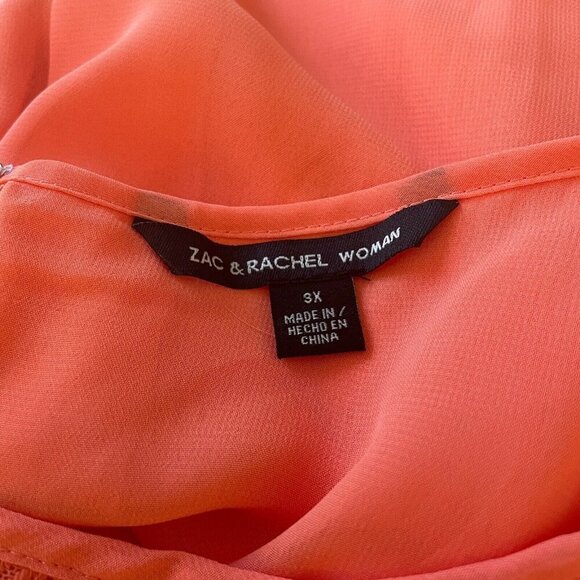 ZAC & RACHEL WOMAN
3X
MADE IN /
HECHO EN
CHINA